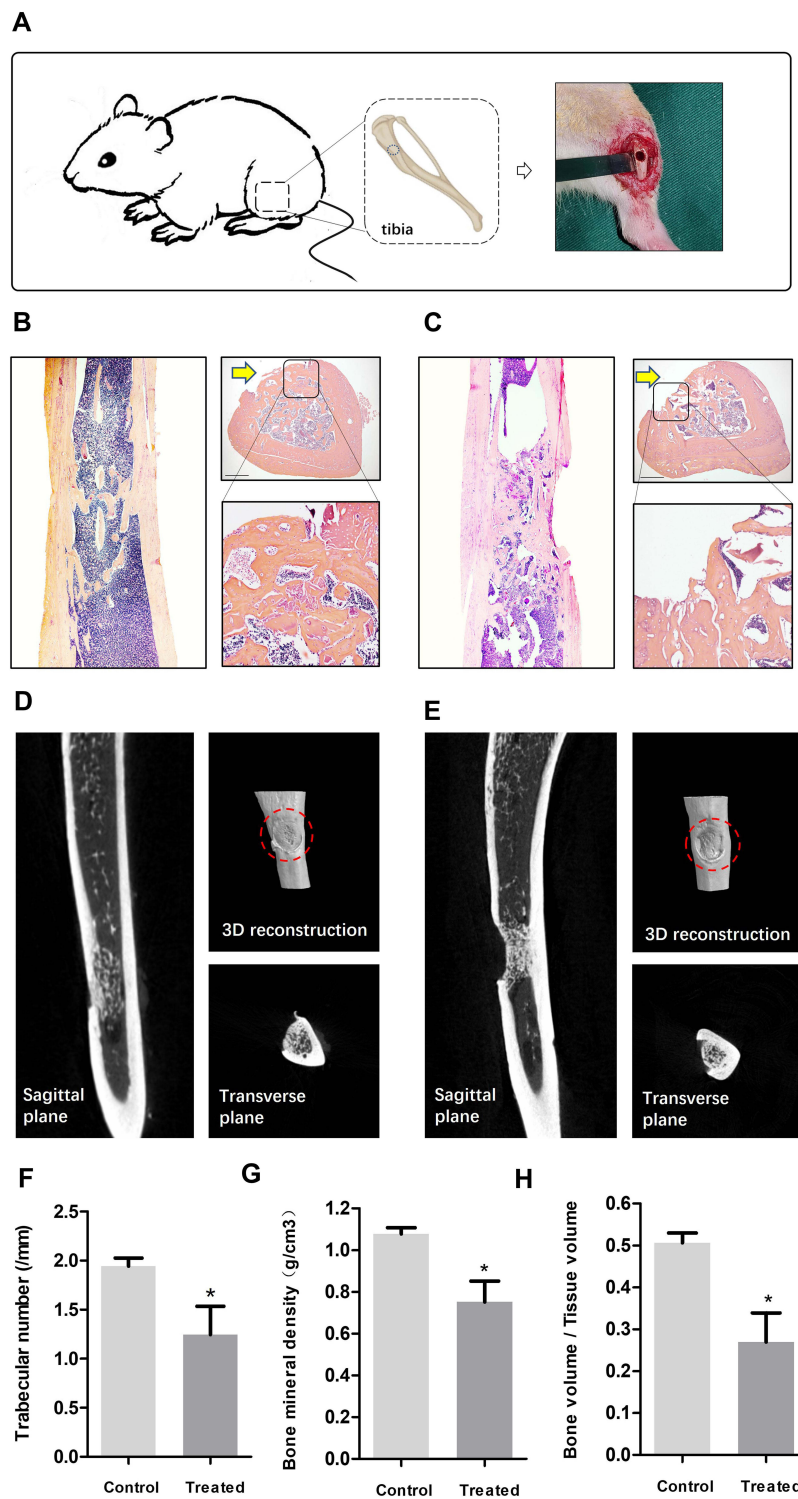 A
tibia
B
C
D
E
Sagittal
plane
3D reconstruction
Transverse
plane
Sagittal
plane
3D reconstruction
Transverse
plane
F
Trabecular number (/mm)
2.5
2.0
1.5
1.0
0.5
0.0
*
Control
Treated
G
Bone mineral density（g/cm3）
1.2
1.0
0.8
0.6
0.4
0.2
0.0
*
Control
Treated
H
Bone volume / Tissue volume
0.6
0.5
0.4
0.3
0.2
0.1
0.0
*
Control
Treated